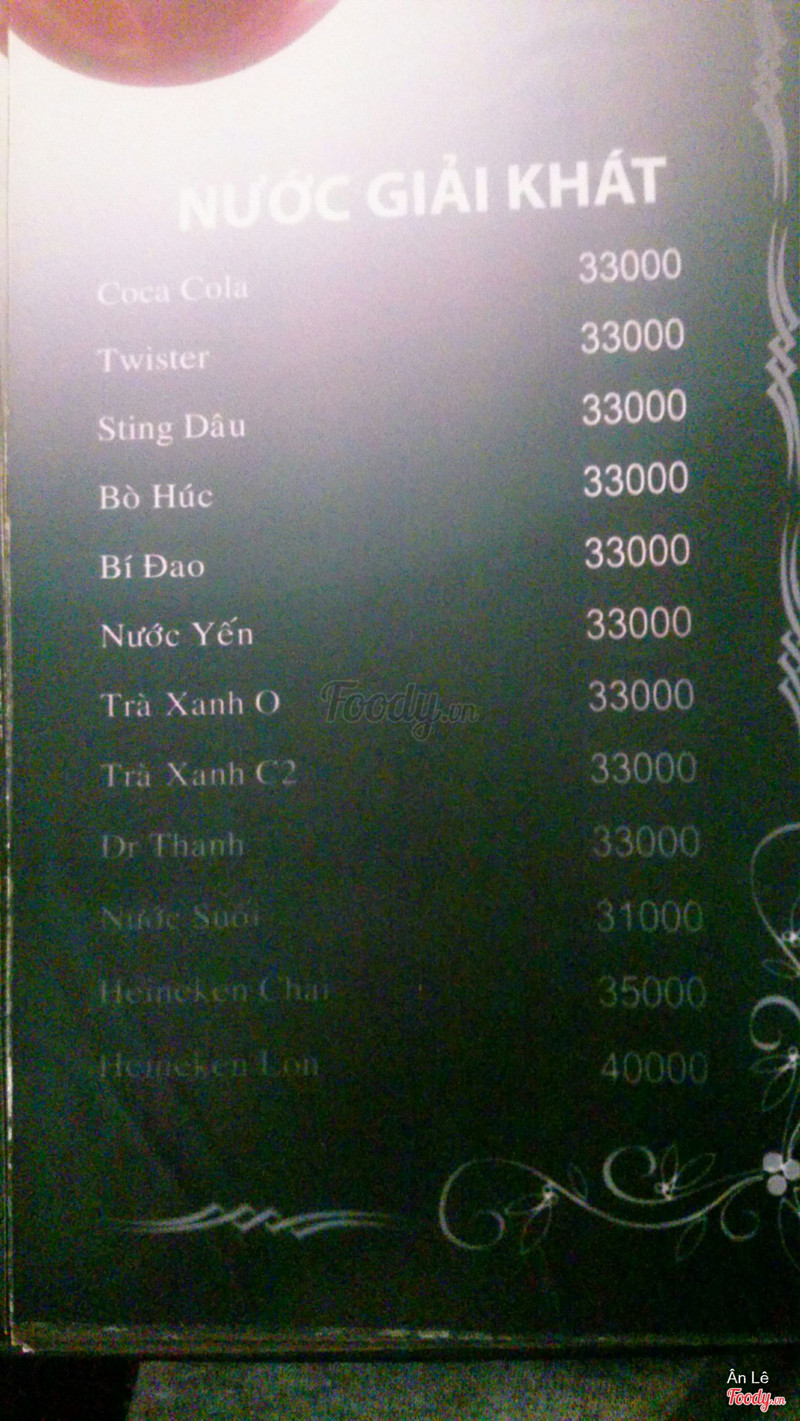 NƯỚC GIẢI KHÁT
Coca Cola 33000
Twister 33000
Sting Dâu 33000
Bò Húc 33000
Bí Đao 33000
Nước Yến 33000
Trà Xanh O 33000
Foody.vn
Trà Xanh C2 33000
Dr Thanh 33000
Nước Suối 31000
Heineken Chai 35000
Heineken Lon 40000
Ân Lê
Foody.vn